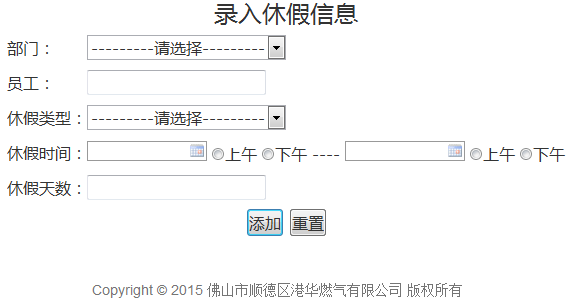 录入休假信息
部门： ---------请选择---------
员工：
休假类型： ---------请选择---------
休假时间： 上午 下午 ---- 上午 下午
休假天数：
添加 重置
Copyright © 2015 佛山市顺德区港华燃气有限公司 版权所有